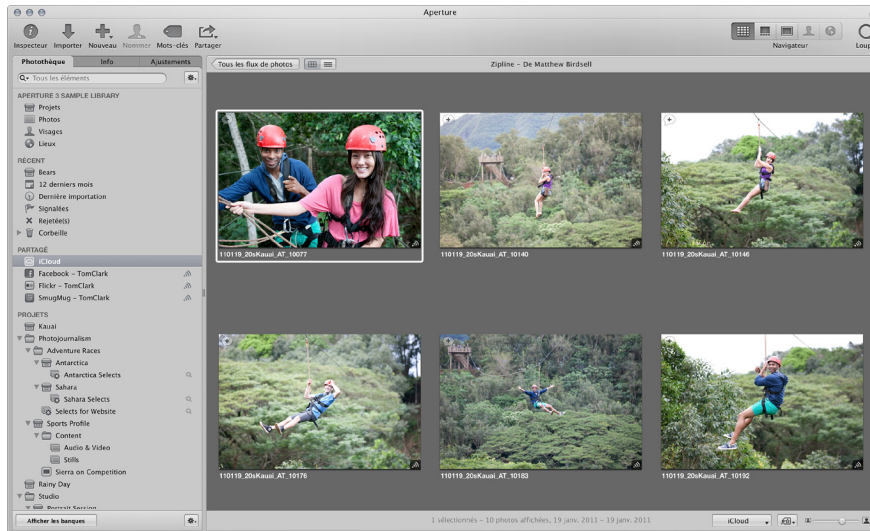 Aperture
Inspecteur Importer Nouveau Nommer Mots-clés Partager
Navigateur
Photothèque Info Ajustements
Tous les flux de photos
Zipline – De Matthew Birdsell
Tous les éléments
APERTURE 3 SAMPLE LIBRARY
Projets
Photos
Visages
Lieux
RÉCENT
Bears
12 derniers mois
Dernière importation
Signalées
Rejetée(s)
Corbeille
PARTAGÉ
iCloud
Facebook – TomClark
Flickr – TomClark
SmugMug – TomClark
PROJETS
Kauai
Photojournalism
Adventure Races
Antarctica
Antarctica Selects
Sahara
Sahara Selects
Selects for Website
Sports Profile
Content
Audio & Video
Stills
Sierra on Competition
Rainy Day
Studio
Portrait Session
Afficher les banques
110119_20sKauai_AT_10077
110119_20sKauai_AT_10140
110119_20sKauai_AT_10146
110119_20sKauai_AT_10176
110119_20sKauai_AT_10183
110119_20sKauai_AT_10192
1 sélectionnés – 10 photos affichées, 19 janv. 2011 – 19 janv. 2011
iCloud